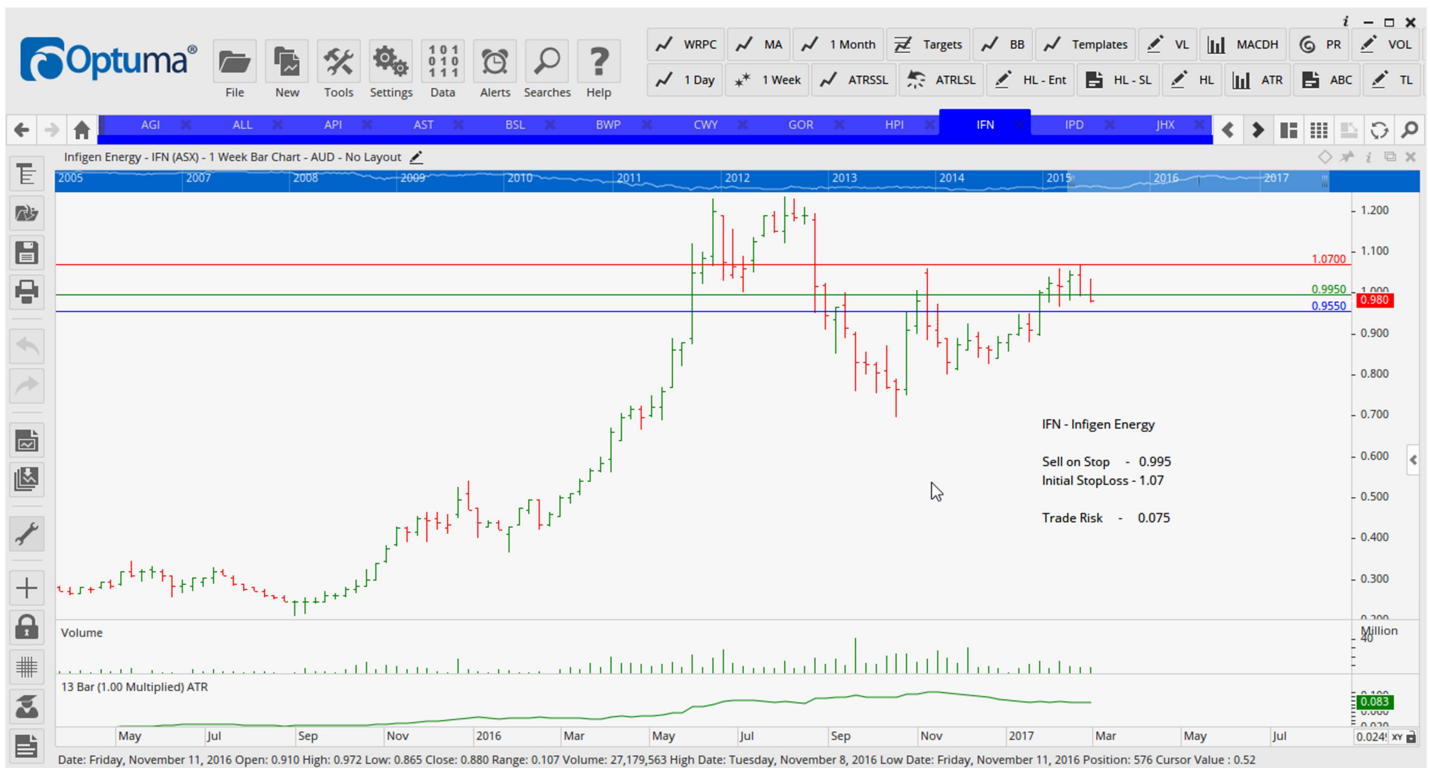 i
Optuma®
File
New
Tools
Settings
101
010
111
Data
Alerts
Searches
?
Help
WRPC
MA
1 Month
Targets
BB
Templates
VL
MACDH
PR
VOL
1 Day
1 Week
ATRSSL
ATRLSL
HL - Ent
HL - SL
HL
ATR
ABC
TL
AGI
ALL
API
AST
BSL
BWP
CWY
GOR
HPI
IFN
IPD
JHX
Infigen Energy - IFN (ASX) - 1 Week Bar Chart - AUD - No Layout
2005
2007
2008
2009
2010
2011
2012
2013
2014
2015
2016
2017
1.200
1.100
1.0700
1.000
0.9950
0.980
0.9550
0.900
0.800
0.700
0.600
0.500
0.400
0.300
0.200
IFN - Infigen Energy
Sell on Stop - 0.995
Initial StopLoss - 1.07
Trade Risk - 0.075
Volume
Million
40
13 Bar (1.00 Multiplied) ATR
0.083
May
Jul
Sep
Nov
2016
Mar
May
Jul
Sep
Nov
2017
Mar
May
Jul
XY
Date: Friday, November 11, 2016 Open: 0.910 High: 0.972 Low: 0.865 Close: 0.880 Range: 0.107 Volume: 27,179,563 High Date: Tuesday, November 8, 2016 Low Date: Friday, November 11, 2016 Position: 576 Cursor Value : 0.52